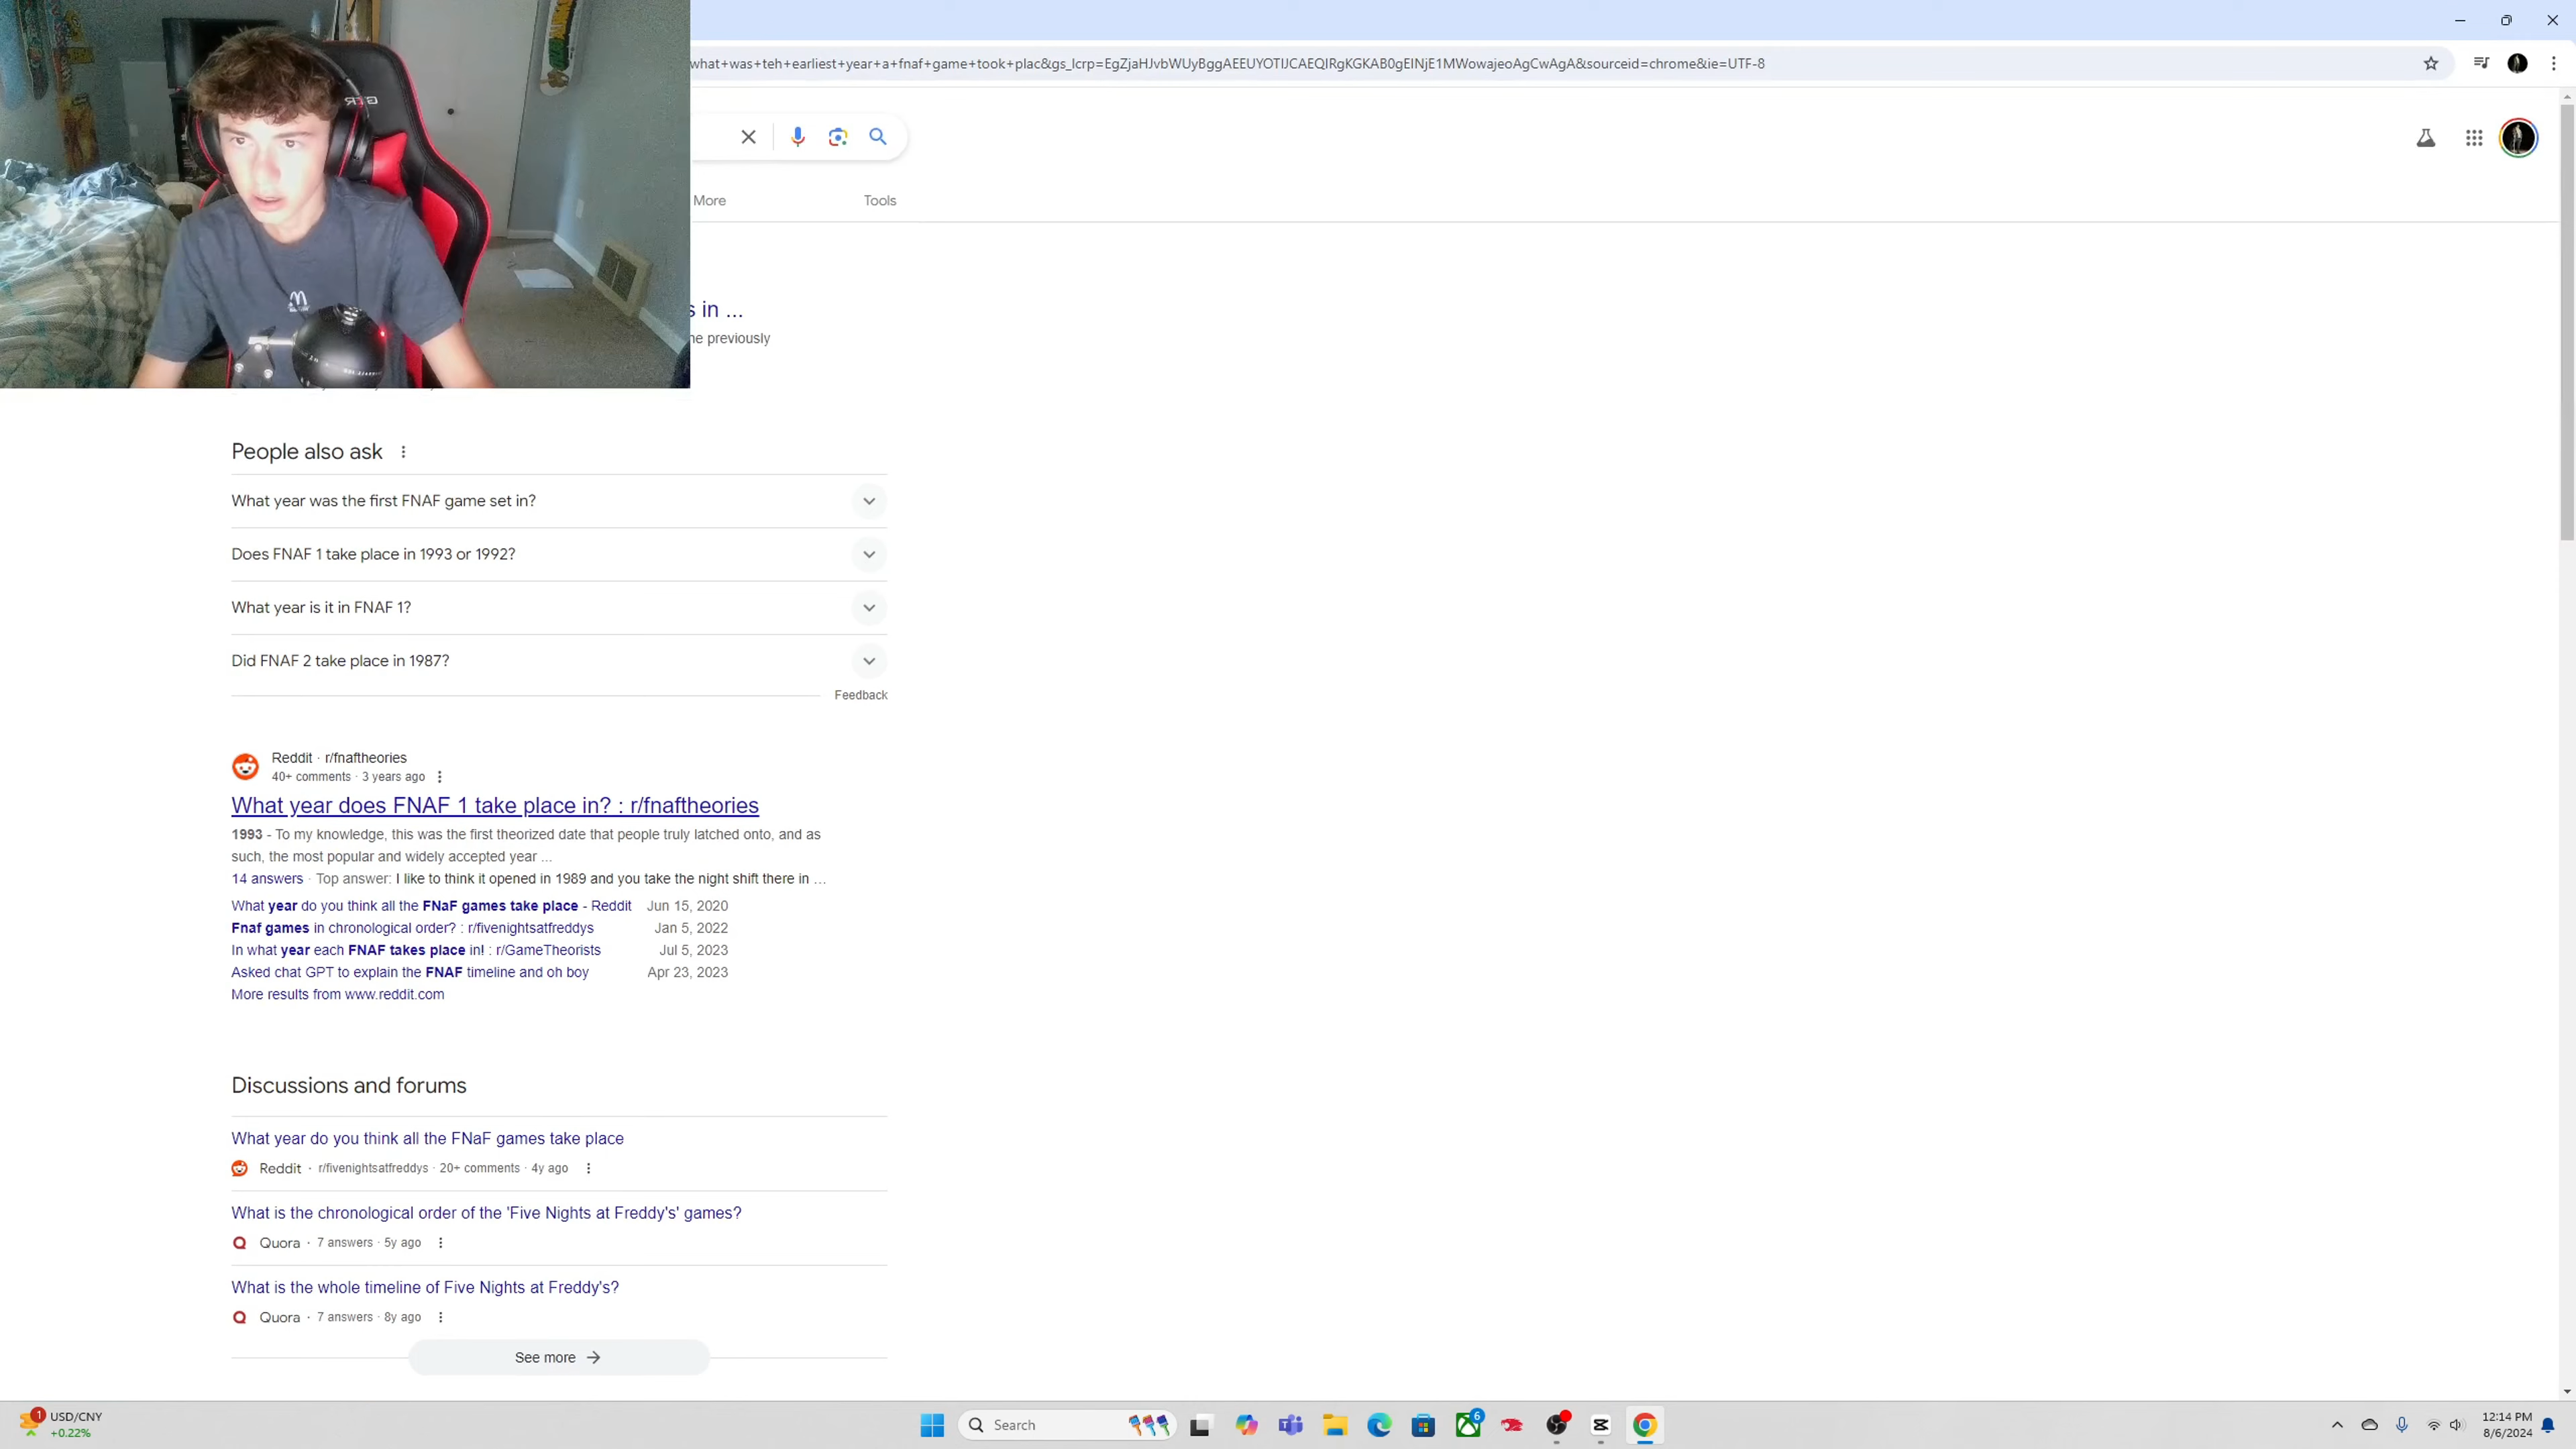 what+was+teh+earliest+year+a+fnaf+game+took+plac&gs_lcrp=EgZjaHJvbWUyBggAEEUYOTIJCAEQIRgKGKAB0gEINjE1MWowajeoAgCwAgA&sourceid=chrome&ie=UTF-8
More
Tools
s in ...
previously
People also ask
What year was the first FNAF game set in?
Does FNAF 1 take place in 1993 or 1992?
What year is it in FNAF 1?
Did FNAF 2 take place in 1987?
Feedback
Reddit · r/fnaftheories
40+ comments · 3 years ago
What year does FNAF 1 take place in? : r/fnaftheories
1993 - To my knowledge, this was the first theorized date that people truly latched onto, and as
such, the most popular and widely accepted year ...
14 answers · Top answer: I like to think it opened in 1989 and you take the night shift there in ...
What year do you think all the FNaF games take place - Reddit Jun 15, 2020
Fnaf games in chronological order? : r/fivenightsatfreddys Jan 5, 2022
In what year each FNAF takes place in! : r/GameTheorists Jul 5, 2023
Asked chat GPT to explain the FNAF timeline and oh boy Apr 23, 2023
More results from www.reddit.com
Discussions and forums
What year do you think all the FNaF games take place
Reddit · r/fivenightsatfreddys · 20+ comments · 4y ago
What is the chronological order of the 'Five Nights at Freddy's' games?
Quora · 7 answers · 5y ago
What is the whole timeline of Five Nights at Freddy's?
Quora · 7 answers · 8y ago
See more
1
USD/CNY
+0.22%
Search
6
12:14 PM
8/6/2024